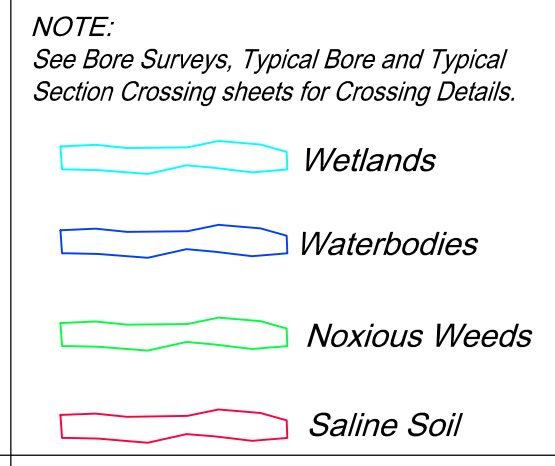 NOTE:
See Bore Surveys, Typical Bore and Typical
Section Crossing sheets for Crossing Details.
Wetlands
Waterbodies
Noxious Weeds
Saline Soil